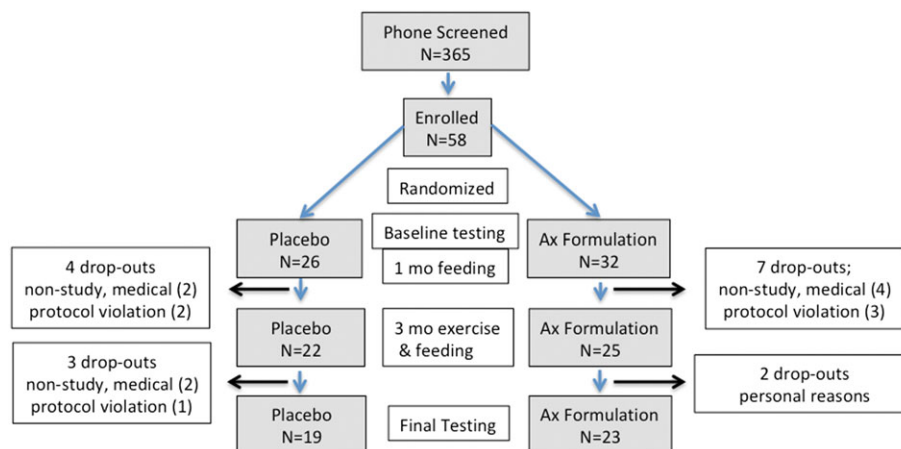 Phone Screened
N=365
Enrolled
N=58
Randomized
Placebo
N=26
Baseline testing
1 mo feeding
Ax Formulation
N=32
4 drop-outs
non-study, medical (2)
protocol violation (2)
7 drop-outs;
non-study, medical (4)
protocol violation (3)
Placebo
N=22
3 mo exercise
& feeding
Ax Formulation
N=25
3 drop-outs
non-study, medical (2)
protocol violation (1)
2 drop-outs
personal reasons
Placebo
N=19
Final Testing
Ax Formulation
N=23